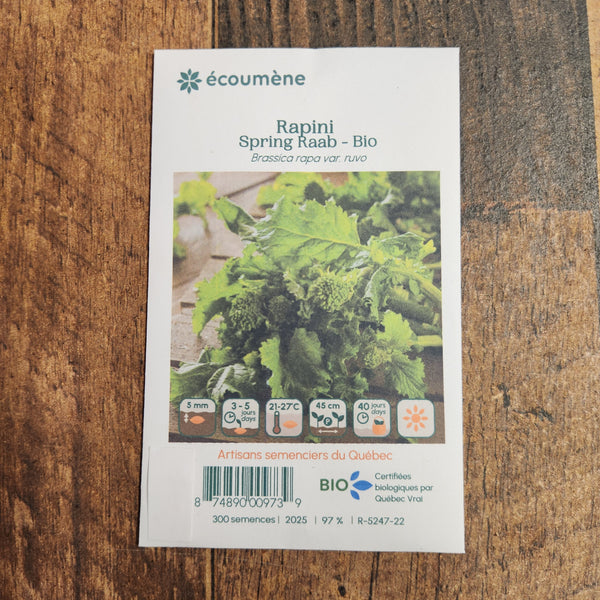 écoumène
Rapini
Spring Raab - Bio
Brassica rapa var. ruvo
5 mm
3 - 5 jours days
21-27°C
45 cm
P
40 jours days
Artisans semenciers du Québec
8 74890 00973 9
BIO
Certifiées
biologiques par
Québec Vrai
300 semences | 2025 | 97 % | R-5247-22